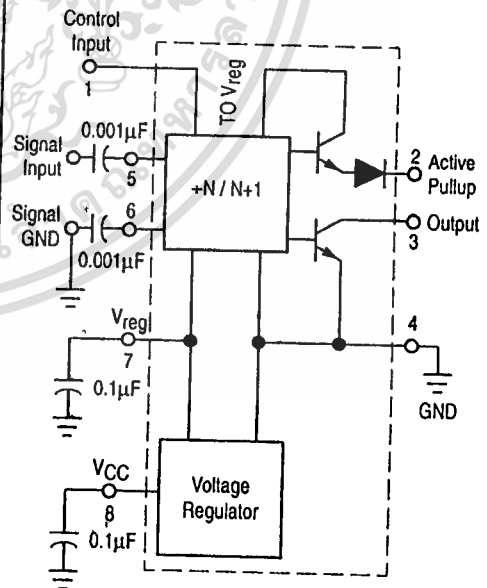 Control
Input
1
TO Vreg
0.001µF
Signal
Input
5
+N / N+1
2
Active
Pullup
Signal
GND
6
0.001µF
Output
3
Vreg
7
0.1µF
4
GND
VCC
8
0.1µF
Voltage
Regulator